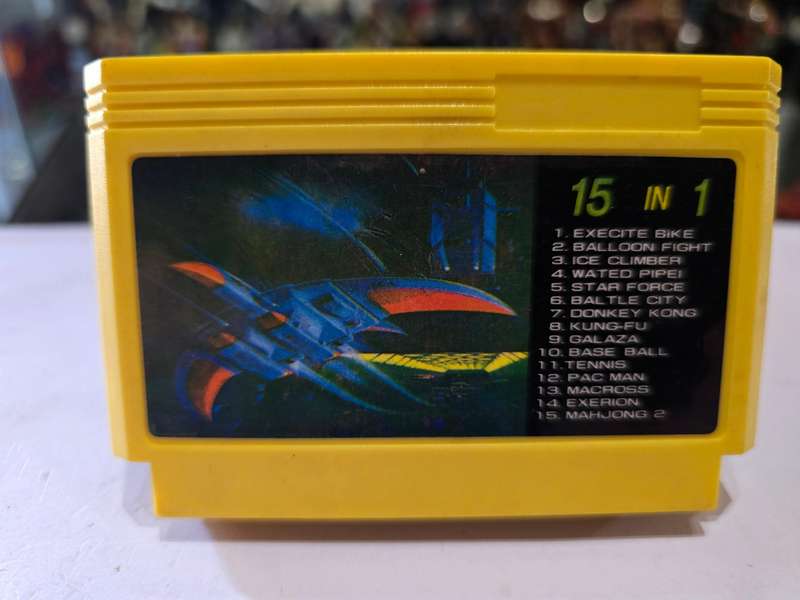 15 IN 1
1. EXECITE BIKE
2. BALLOON FIGHT
3. ICE CLIMBER
4. WATED PIPEI
5. STAR FORCE
6. BALTLE CITY
7. DONKEY KONG
8. KUNG-FU
9. GALAZA
10. BASE BALL
11. TENNIS
12. PAC MAN
13. MACROSS
14. EXERION
15. MAHJONG 2